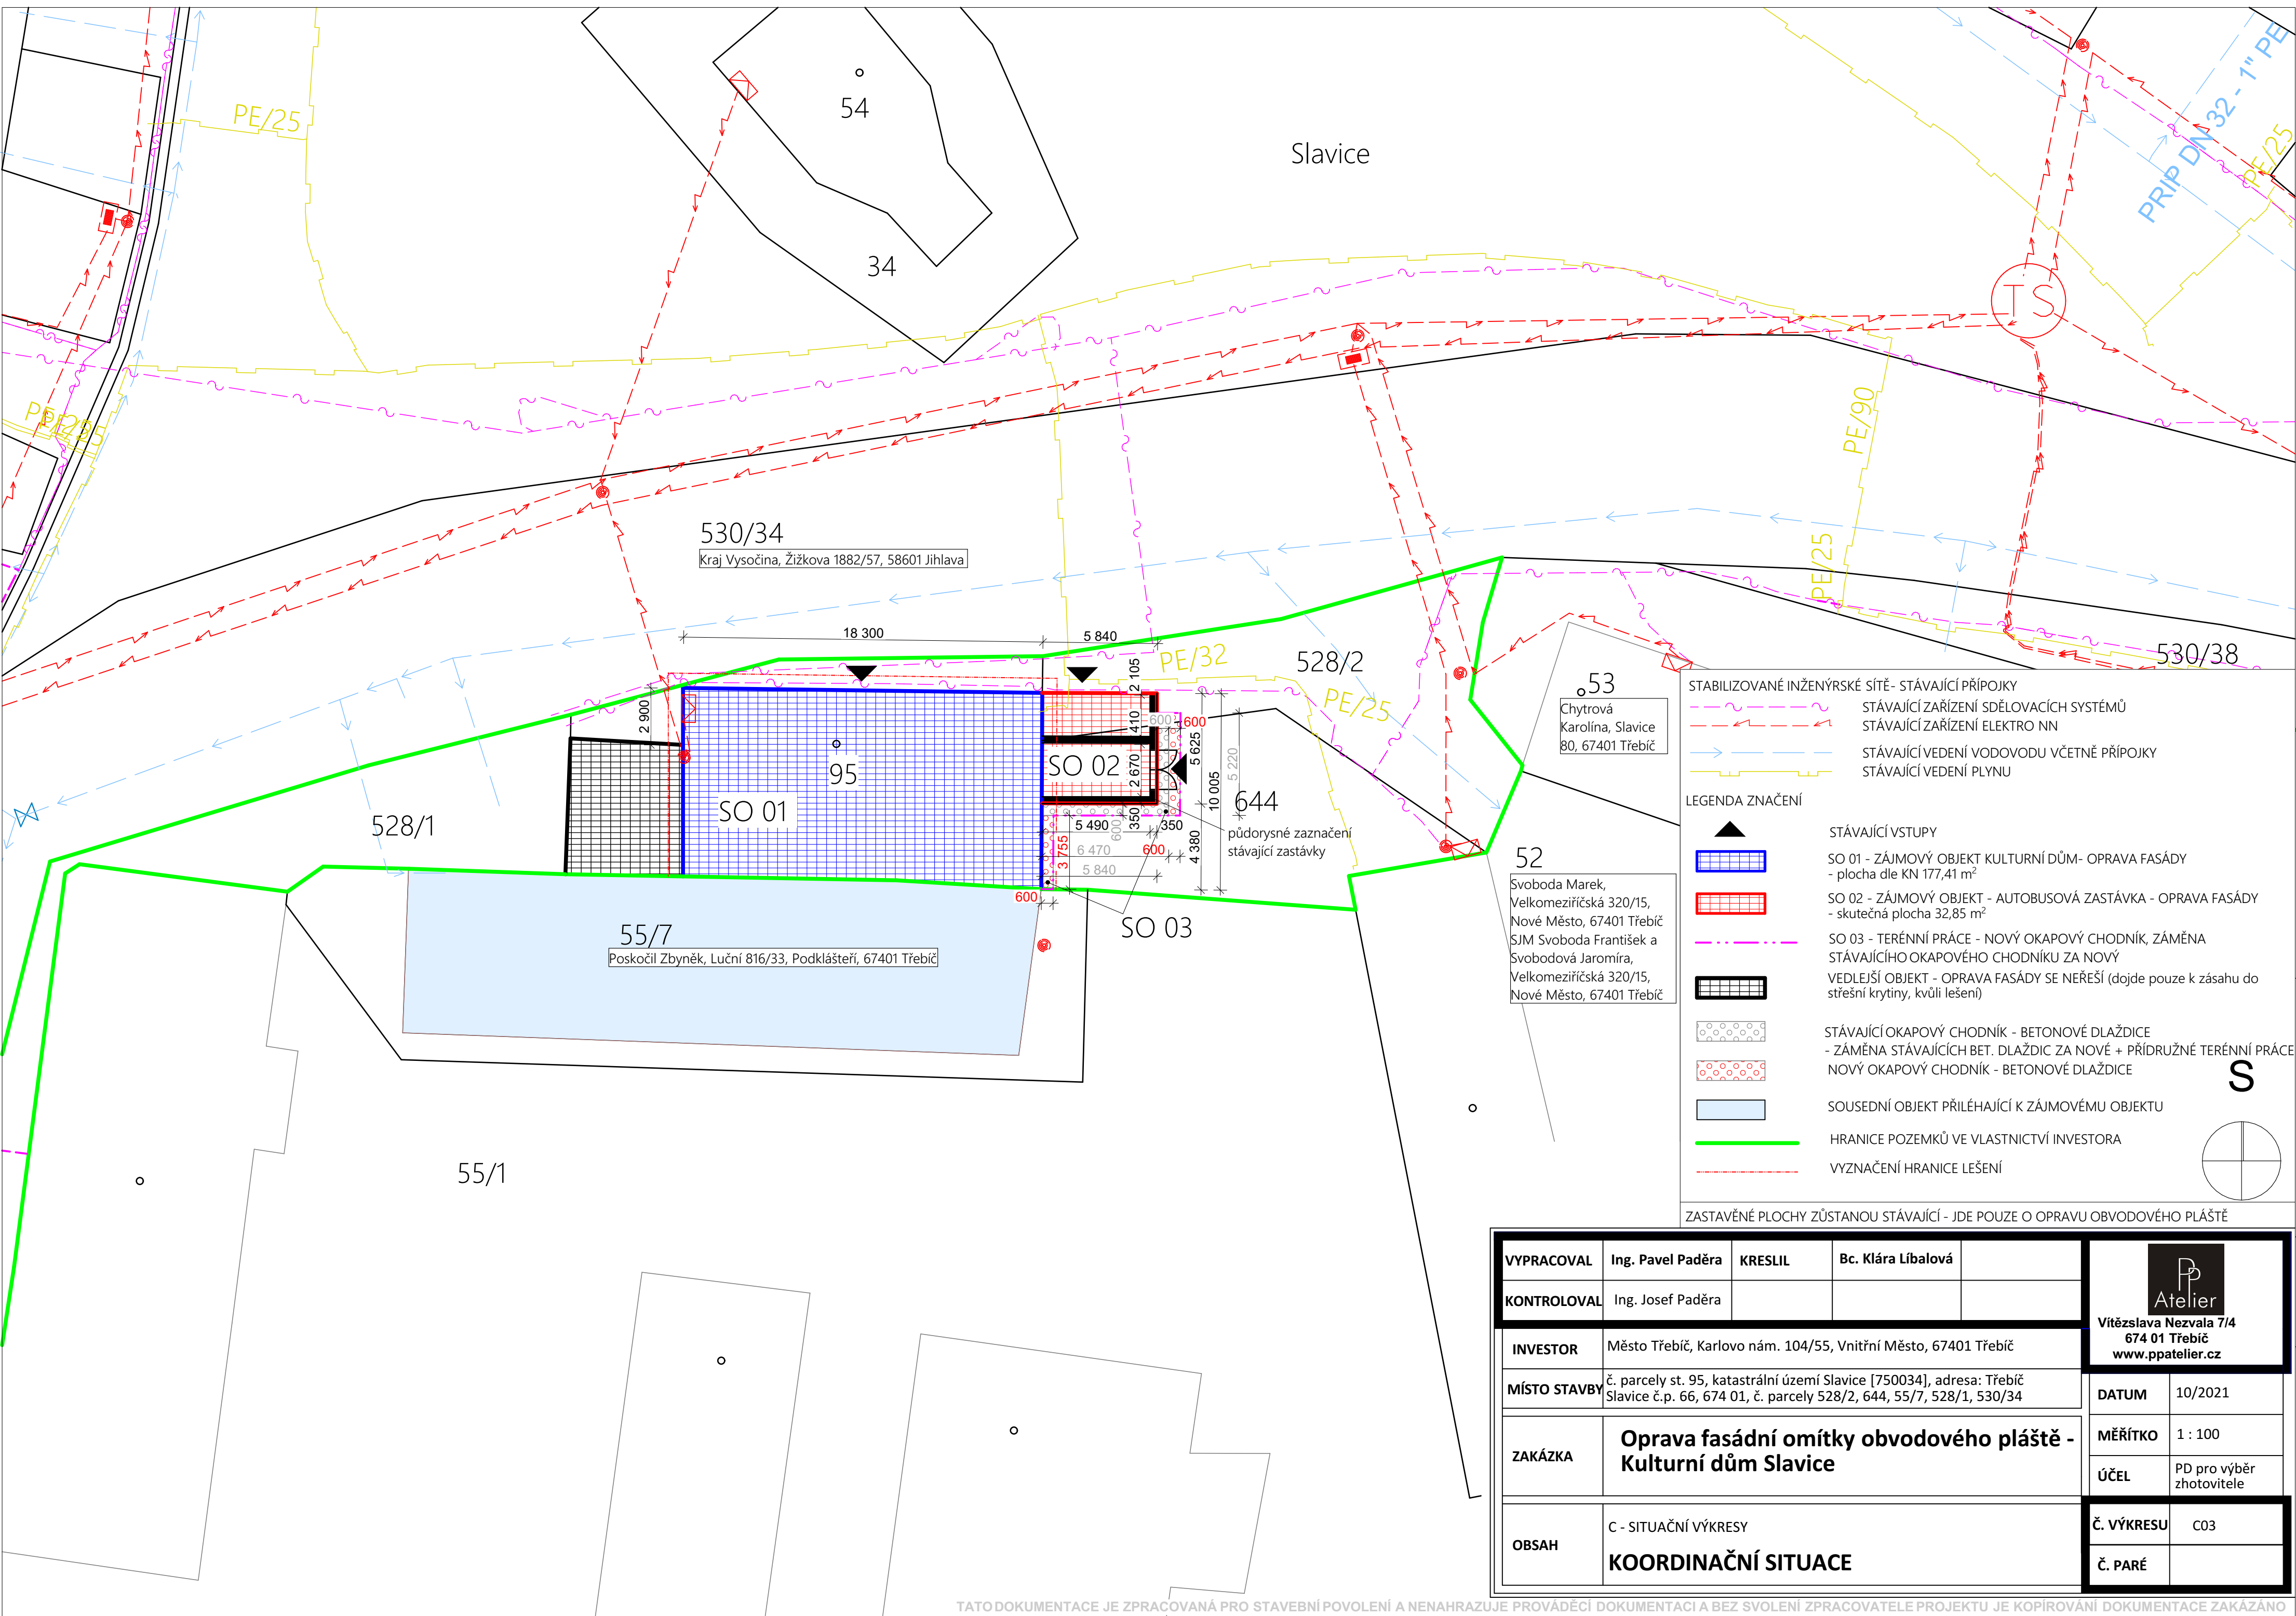 PE/25
54
34
Slavice
PRIP DN 32 - 1" PE
PE/25
TS
PE/25
PE/90
PE/25
530/34
Kraj Vysočina, Žižkova 1882/57, 58601 Jihlava
18 300
5 840
2 105
PE/32
528/2
PE/25
530/38
53
Chytrová
Karolína, Slavice
80, 67401 Třebíč
2 900
410
600
600
5 625
5 220
95
SO 02
2 670
10 005
SO 01
644
528/1
5 490
350
600
350
půdorysné zaznačení
stávající zastávky
3 755
6 470
600
4 380
5 840
600
SO 03
52
Svoboda Marek,
Velkomeziříčská 320/15,
Nové Město, 67401 Třebíč
SJM Svoboda František a
Svobodová Jaromíra,
Velkomeziříčská 320/15,
Nové Město, 67401 Třebíč
55/7
Poskočil Zbyněk, Luční 816/33, Podklášteří, 67401 Třebíč
55/1
STABILIZOVANÉ INŽENÝRSKÉ SÍTĚ- STÁVAJÍCÍ PŘÍPOJKY
STÁVAJÍCÍ ZAŘÍZENÍ SDĚLOVACÍCH SYSTÉMŮ
STÁVAJÍCÍ ZAŘÍZENÍ ELEKTRO NN
STÁVAJÍCÍ VEDENÍ VODOVODU VČETNĚ PŘÍPOJKY
STÁVAJÍCÍ VEDENÍ PLYNU
LEGENDA ZNAČENÍ
STÁVAJÍCÍ VSTUPY
SO 01 - ZÁJMOVÝ OBJEKT KULTURNÍ DŮM- OPRAVA FASÁDY
- plocha dle KN 177,41 m²
SO 02 - ZÁJMOVÝ OBJEKT - AUTOBUSOVÁ ZASTÁVKA - OPRAVA FASÁDY
- skutečná plocha 32,85 m²
SO 03 - TERÉNNÍ PRÁCE - NOVÝ OKAPOVÝ CHODNÍK, ZÁMĚNA
STÁVAJÍCÍHO OKAPOVÉHO CHODNÍKU ZA NOVÝ
VEDLEJŠÍ OBJEKT - OPRAVA FASÁDY SE NEŘEŠÍ (dojde pouze k zásahu do
střešní krytiny, kvůli lešení)
STÁVAJÍCÍ OKAPOVÝ CHODNÍK - BETONOVÉ DLAŽDICE
- ZÁMĚNA STÁVAJÍCÍCH BET. DLAŽDIC ZA NOVÉ + PŘÍDRUŽNÉ TERÉNNÍ PRÁCE
NOVÝ OKAPOVÝ CHODNÍK - BETONOVÉ DLAŽDICE
S
SOUSEDNÍ OBJEKT PŘILÉHAJÍCÍ K ZÁJMOVÉMU OBJEKTU
HRANICE POZEMKŮ VE VLASTNICTVÍ INVESTORA
VYZNAČENÍ HRANICE LEŠENÍ
ZASTAVĚNÉ PLOCHY ZŮSTANOU STÁVAJÍCÍ - JDE POUZE O OPRAVU OBVODOVÉHO PLÁŠTĚ
VYPRACOVAL Ing. Pavel Paděra KRESLIL Bc. Klára Líbalová
KONTROLOVAL Ing. Josef Paděra
PP
Atelier
Vítězslava Nezvala 7/4
674 01 Třebíč
www.ppatelier.cz
INVESTOR Město Třebíč, Karlovo nám. 104/55, Vnitřní Město, 67401 Třebíč
MÍSTO STAVBY č. parcely st. 95, katastrální území Slavice [750034], adresa: Třebíč
Slavice č.p. 66, 674 01, č. parcely 528/2, 644, 55/7, 528/1, 530/34
DATUM 10/2021
ZAKÁZKA Oprava fasádní omítky obvodového pláště -
Kulturní dům Slavice
MĚŘÍTKO 1 : 100
ÚČEL PD pro výběr
zhotovitele
OBSAH C - SITUAČNÍ VÝKRESY
KOORDINAČNÍ SITUACE
Č. VÝKRESU C03
Č. PARÉ
TATO DOKUMENTACE JE ZPRACOVANÁ PRO STAVEBNÍ POVOLENÍ A NENAHRAZUJE PROVÁDĚCÍ DOKUMENTACI A BEZ SVOLENÍ ZPRACOVATELE PROJEKTU JE KOPÍROVÁNÍ DOKUMENTACE ZAKÁZÁNO